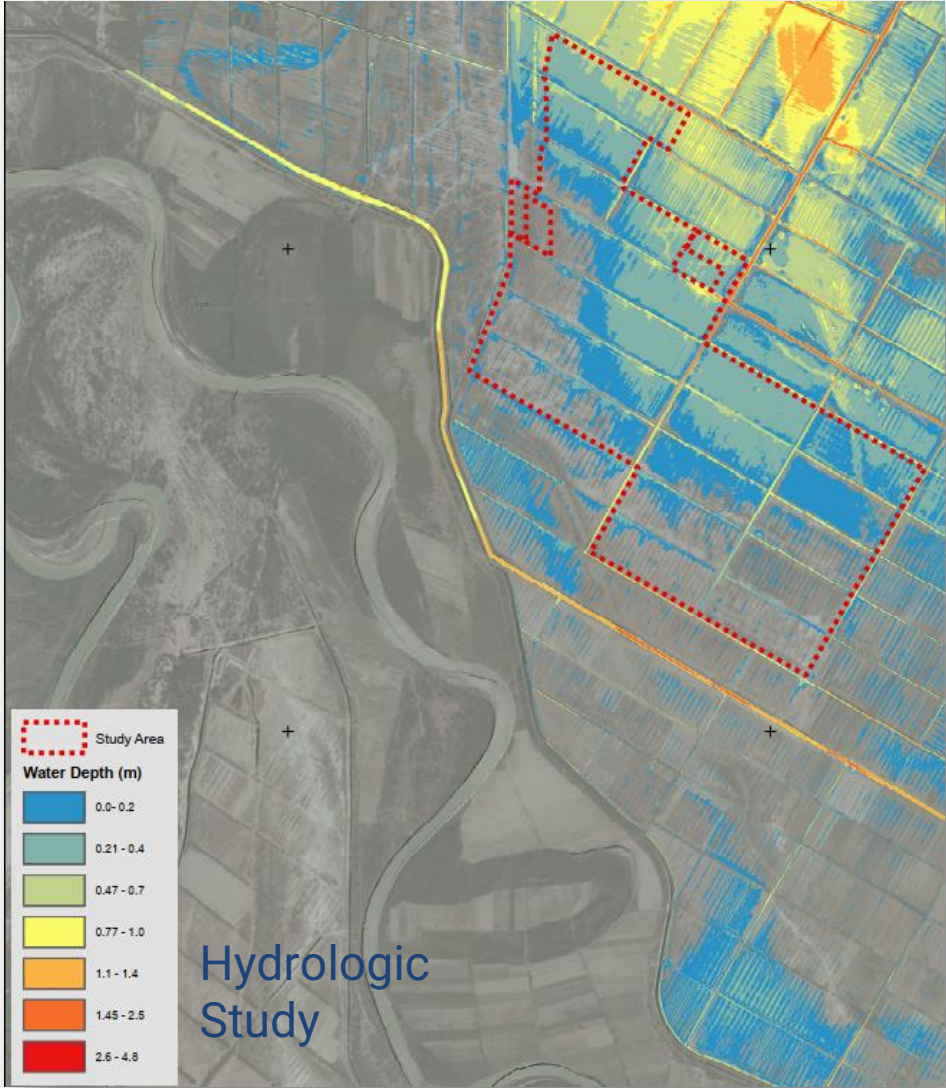 Study Area
Water Depth (m)
0.0- 0.2
0.21 - 0.4
0.47 - 0.7
0.77 - 1.0
1.1 - 1.4
1.45 - 2.5
2.6 - 4.8
Hydrologic
Study